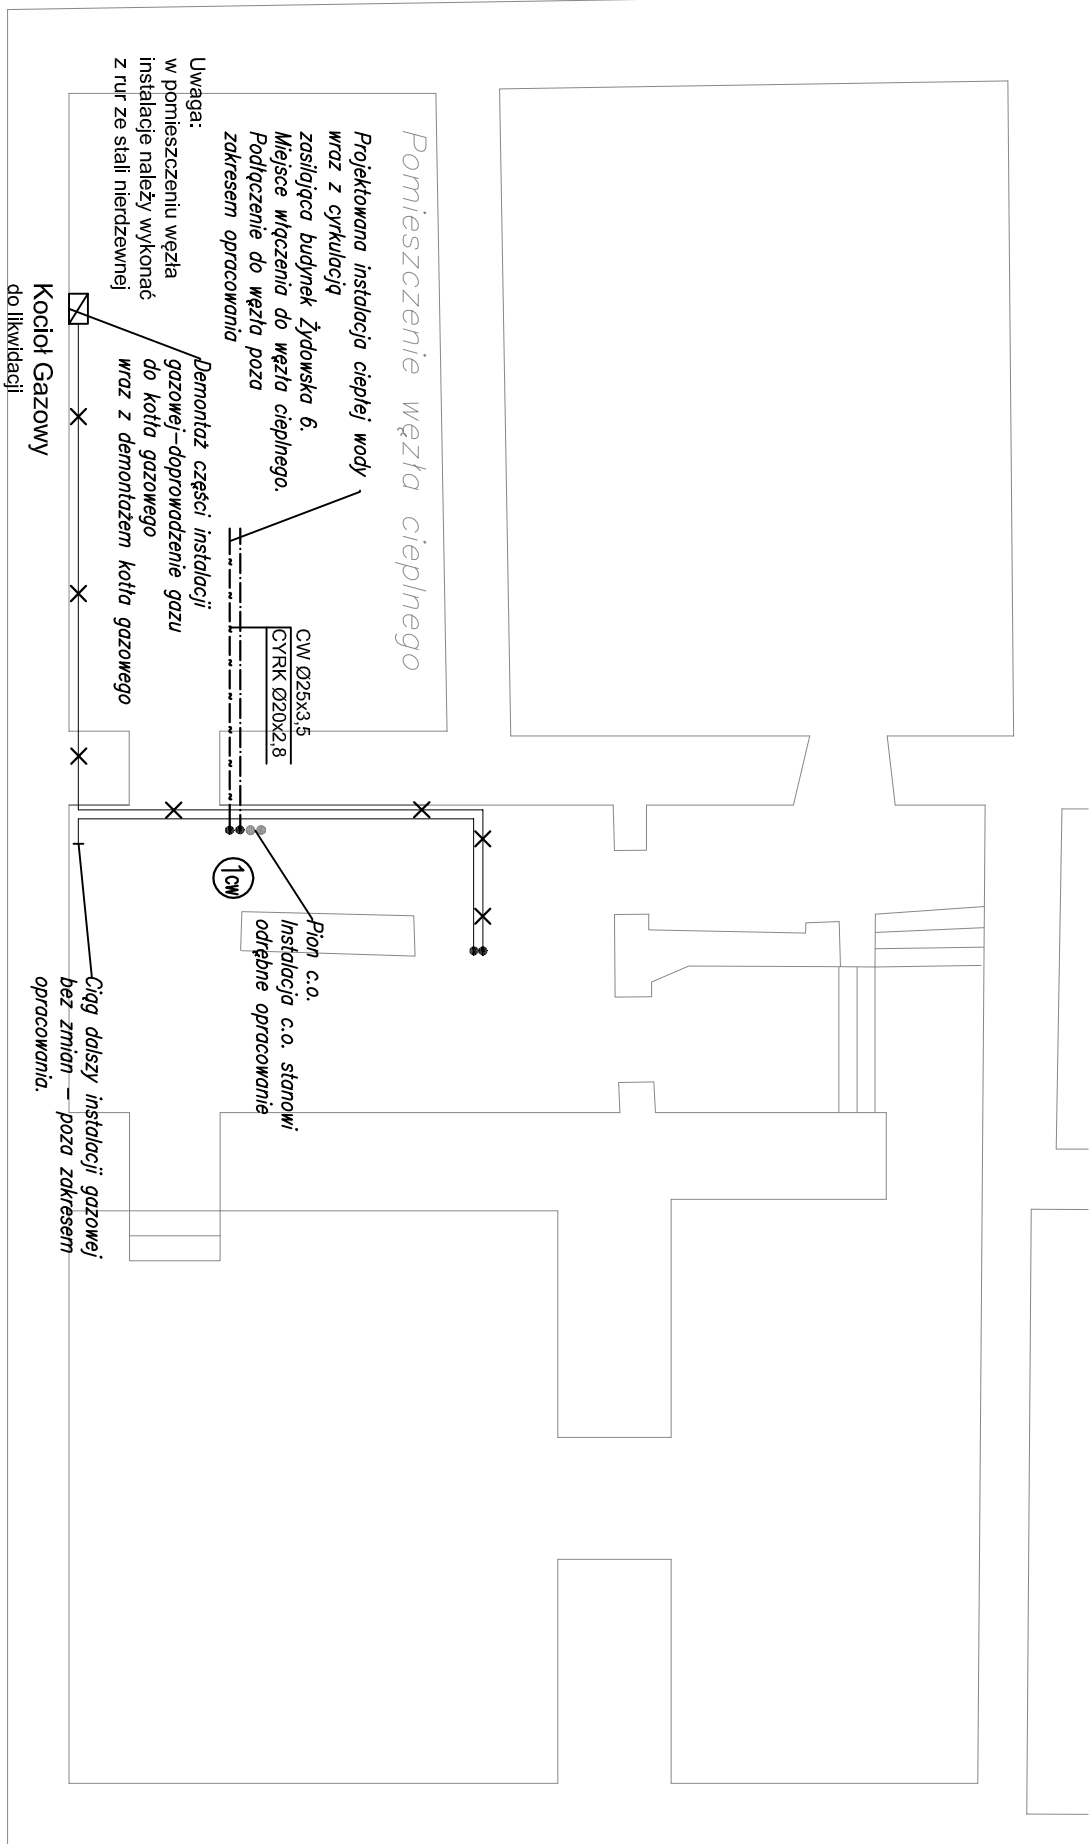 Pomieszczenie węzła cieplnego
Projektowana instalacja ciepłej wody
wraz z cyrkulacją
zasilająca budynek Żydowska 6.
Miejsce włączenia do węzła cieplnego.
Podłączenie do węzła poza
zakresem opracowania
Uwaga:
w pomieszczeniu węzła
instalacje należy wykonać
z rur ze stali nierdzewnej
Kocioł Gazowy
do likwidacji
Demontaż części instalacji
gazowej-doprowadzenie gazu
do kotła gazowego
wraz z demontażem kotła gazowego
CW Ø25x3,5
CYRK Ø20x2,8
1cw
Pion c.o.
Instalacja c.o. stanowi
odrębne opracowanie
Ciąg dalszy instalacji gazowej
bez zmian – poza zakresem
opracowania.